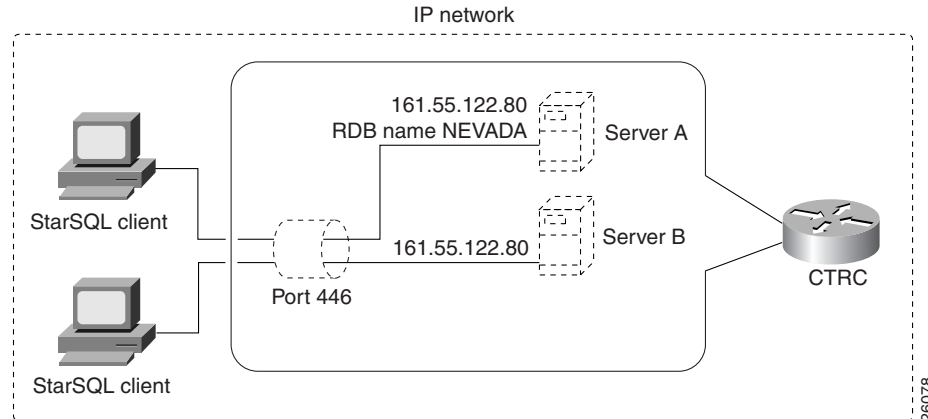 IP network
161.55.122.80
RDB name NEVADA
Server A
StarSQL client
161.55.122.80
Server B
Port 446
CTRC
StarSQL client
26078